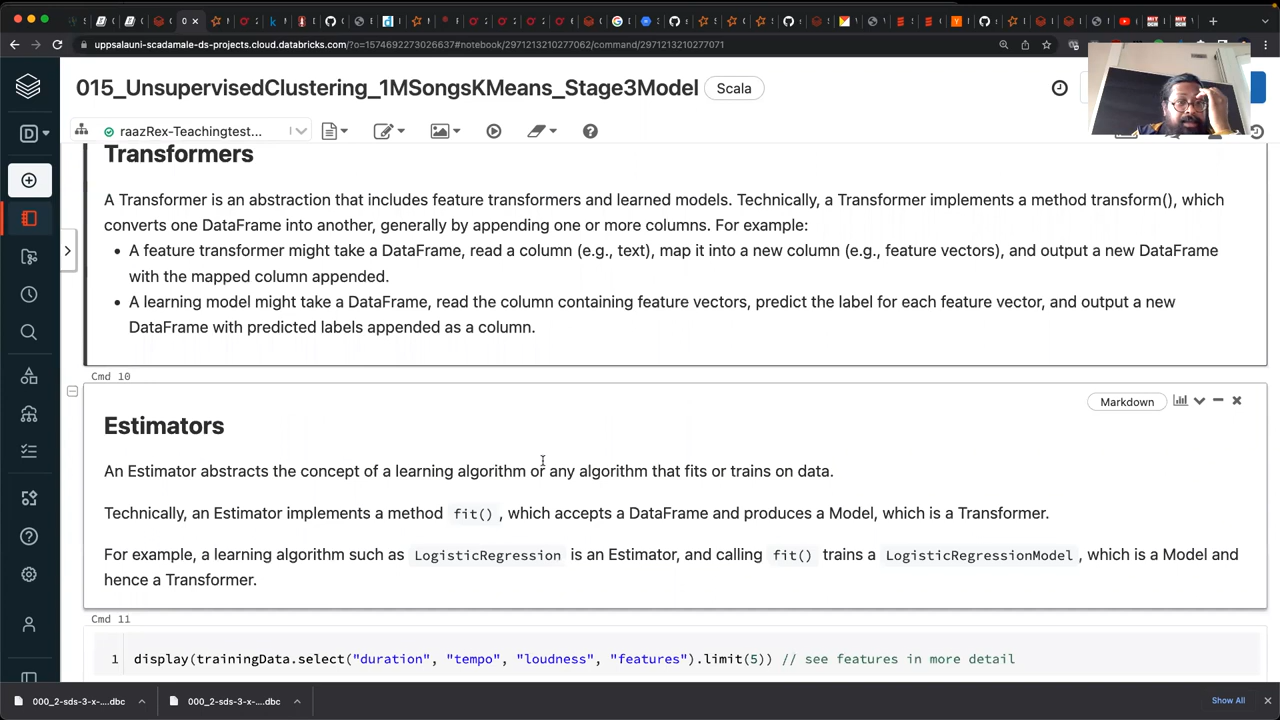 uppsalauni-scadamale-ds-projects.cloud.databricks.com/?o=1574692273026637#notebook/2971213210277062/command/2971213210277071
015_UnsupervisedClustering_1MSongsKMeans_Stage3Model Scala
D raazRex-Teachingtest...
Transformers
A Transformer is an abstraction that includes feature transformers and learned models. Technically, a Transformer implements a method transform(), which
converts one DataFrame into another, generally by appending one or more columns. For example:
• A feature transformer might take a DataFrame, read a column (e.g., text), map it into a new column (e.g., feature vectors), and output a new DataFrame
with the mapped column appended.
• A learning model might take a DataFrame, read the column containing feature vectors, predict the label for each feature vector, and output a new
DataFrame with predicted labels appended as a column.
Cmd 10
Markdown
Estimators
An Estimator abstracts the concept of a learning algorithm or any algorithm that fits or trains on data.
Technically, an Estimator implements a method fit() , which accepts a DataFrame and produces a Model, which is a Transformer.
For example, a learning algorithm such as LogisticRegression is an Estimator, and calling fit() trains a LogisticRegressionModel , which is a Model and
hence a Transformer.
Cmd 11
1 display(trainingData.select("duration", "tempo", "loudness", "features").limit(5)) // see features in more detail
000_2-sds-3-x-....dbc 000_2-sds-3-x-....dbc Show All